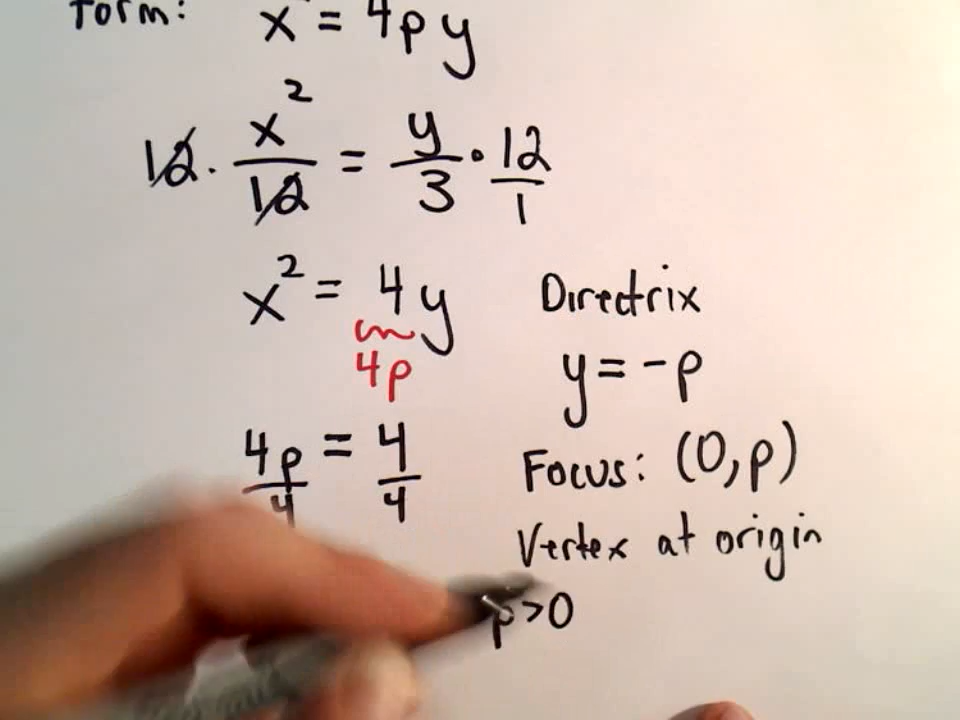 Form: x² = 4py
12 · x²/12 = y/3 · 12/1
x² = 4y
4p
4p/4 = 4/4
Directrix
y = -p
Focus: (0,p)
Vertex at origin
p>0